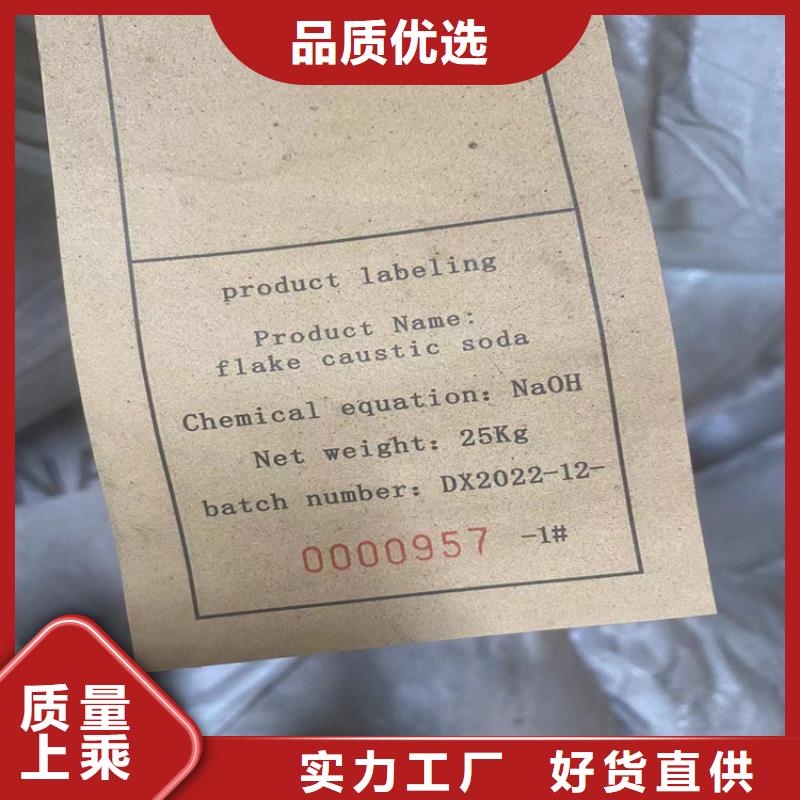 品质优选
product labeling
Product Name:
flake caustic soda
Chemical equation: NaOH
Net weight: 25Kg
batch number: DX2022-12-
0000957 -1#
NA
质量
上乘
实力工厂 好货直供